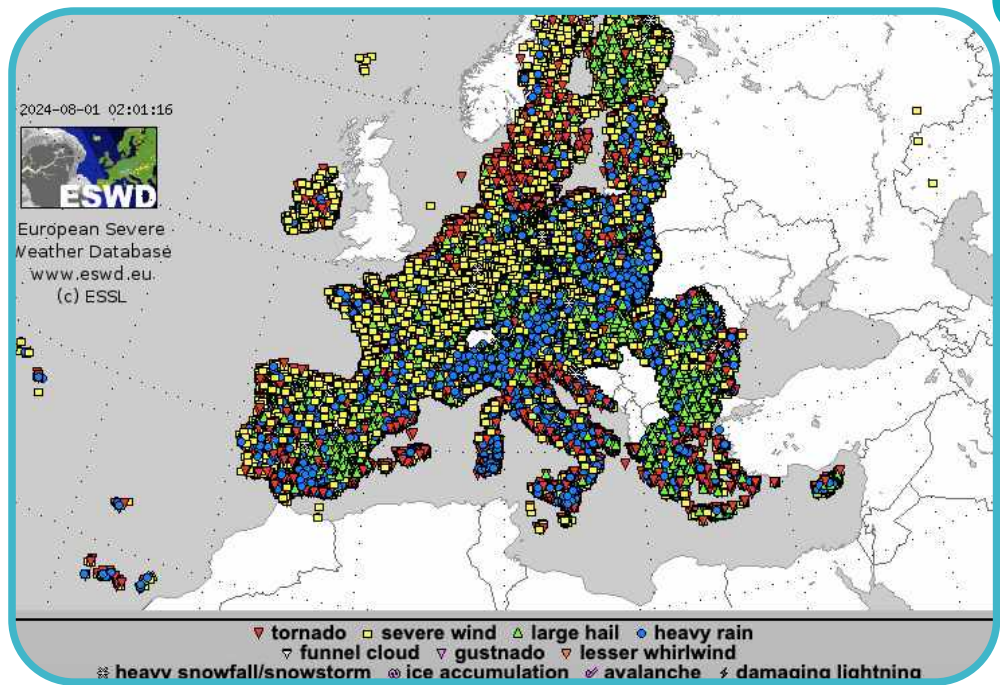 2024-08-01 02:01:16
ESWD
European Severe
Weather Database
www.eswd.eu
(c) ESSL
tornado severe wind large hail heavy rain
funnel cloud gustnado lesser whirlwind
heavy snowfall/snowstorm ice accumulation avalanche damaging lightning